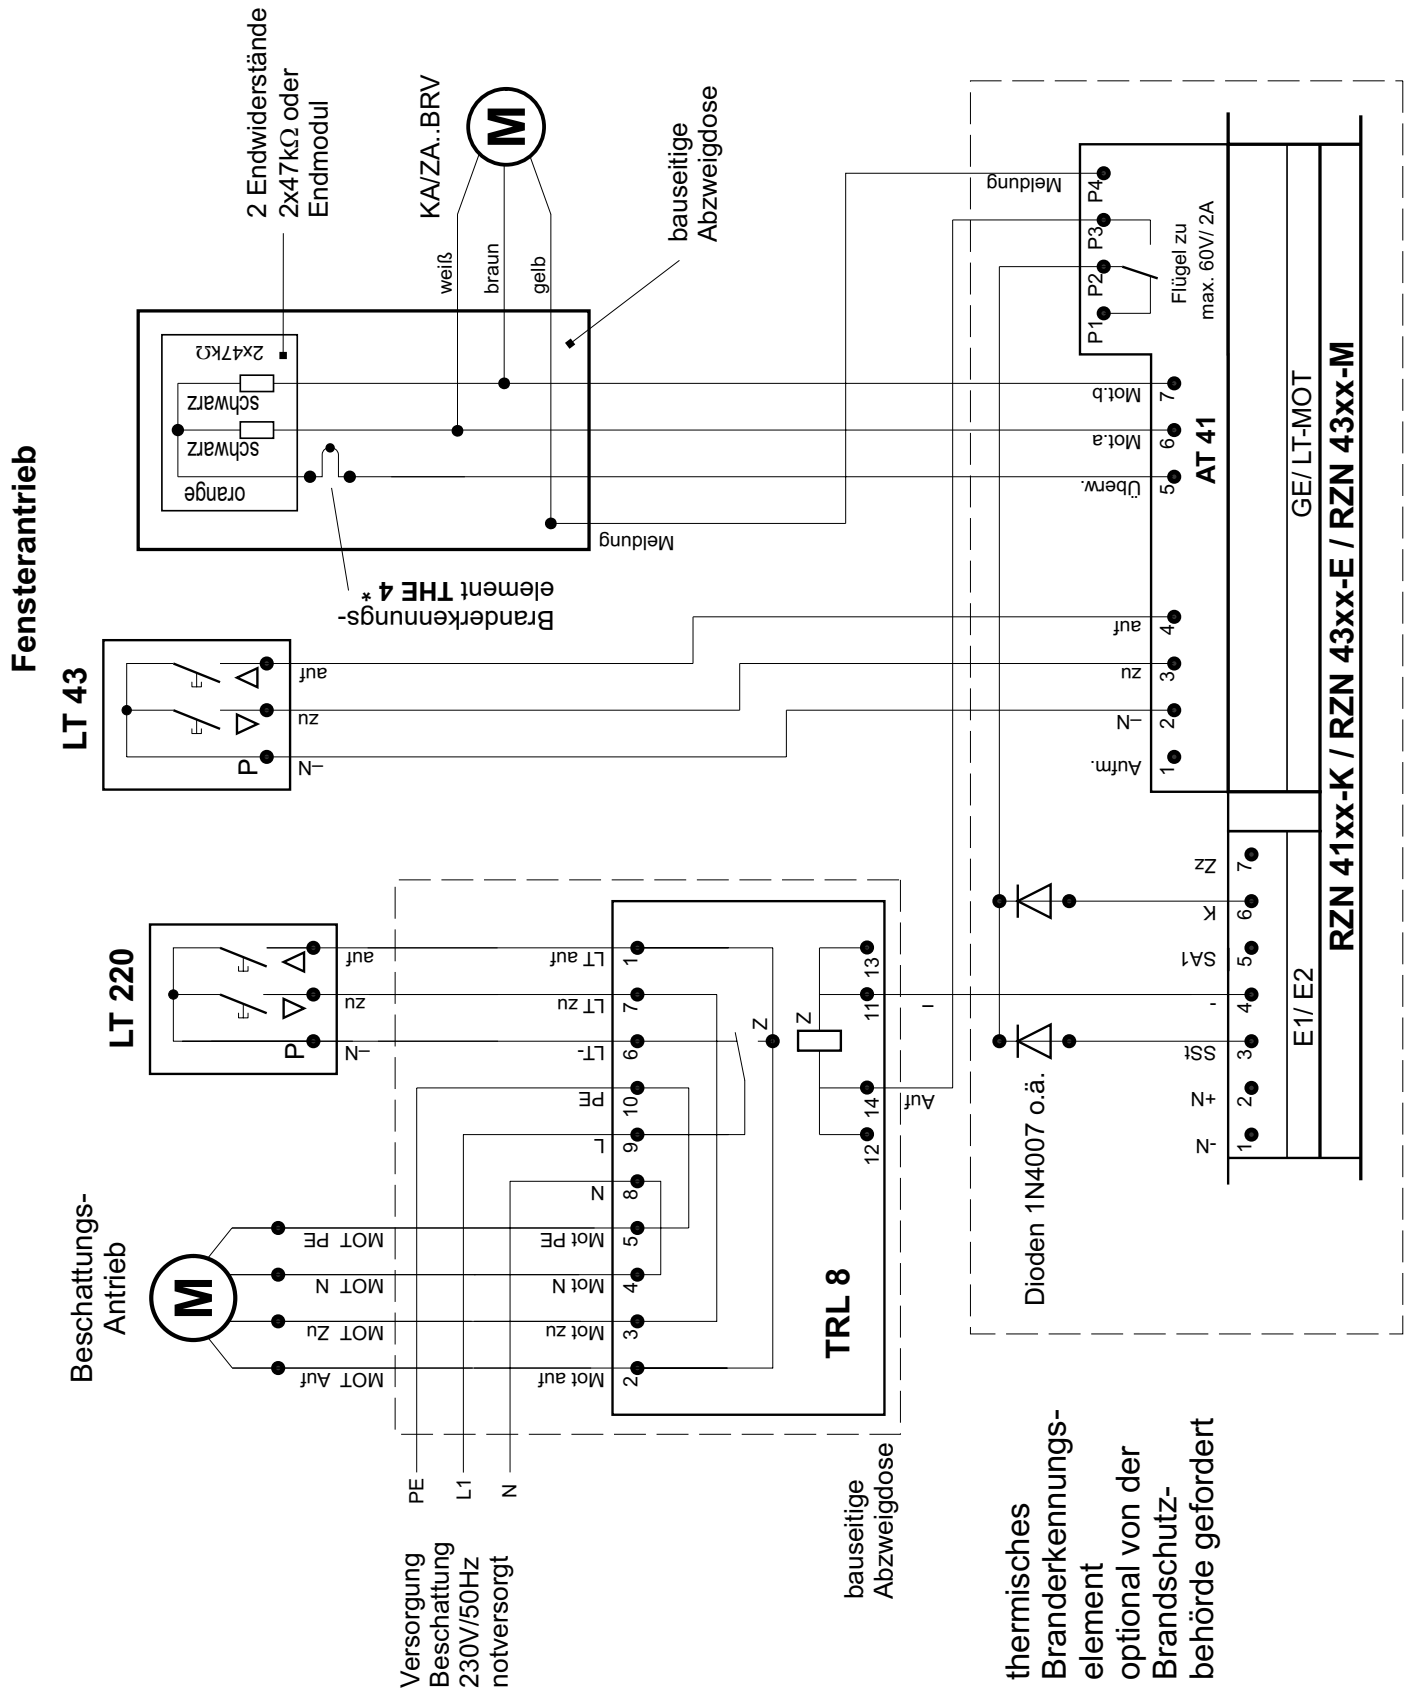 Fensterantrieb
Beschattungs-
Antrieb
LT 220
LT 43
2 Endwiderstände
2x47kΩ oder
Endmodul
KA/ZA..BRV
M
M
P
–N
zu
auf
P
–N
zu
auf
orange
schwarz
schwarz
2x47kΩ
weiß
braun
gelb
bauseitige
Abzweigdose
Branderkennungs-
element THE 4 *
Meldung
MOT Auf
MOT Zu
MOT N
MOT PE
Versorgung
Beschattung
230V/50Hz
notversorgt
PE
L1
N
Mot auf
Mot zu
Mot N
Mot PE
N
L
PE
LT-
LT zu
LT auf
2
3
4
5
8
9
10
6
7
1
Z
Z
TRL 8
12
14
11
13
Auf
–
bauseitige
Abzweigdose
Aufm.
–N
zu
auf
Überw.
Mot.a
Mot.b
1
2
3
4
5
6
7
AT 41
Meldung
P1
P2
P3
P4
Flügel zu
max. 60V/ 2A
Dioden 1N4007 o.ä.
-N
+N
SSt
-
SA1
K
Zz
1
2
3
4
5
6
7
E1/ E2
GE/ LT-MOT
RZN 41xx-K / RZN 43xx-E / RZN 43xx-M
thermisches
Branderkennungs-
element
optional von der
Brandschutz-
behörde gefordert